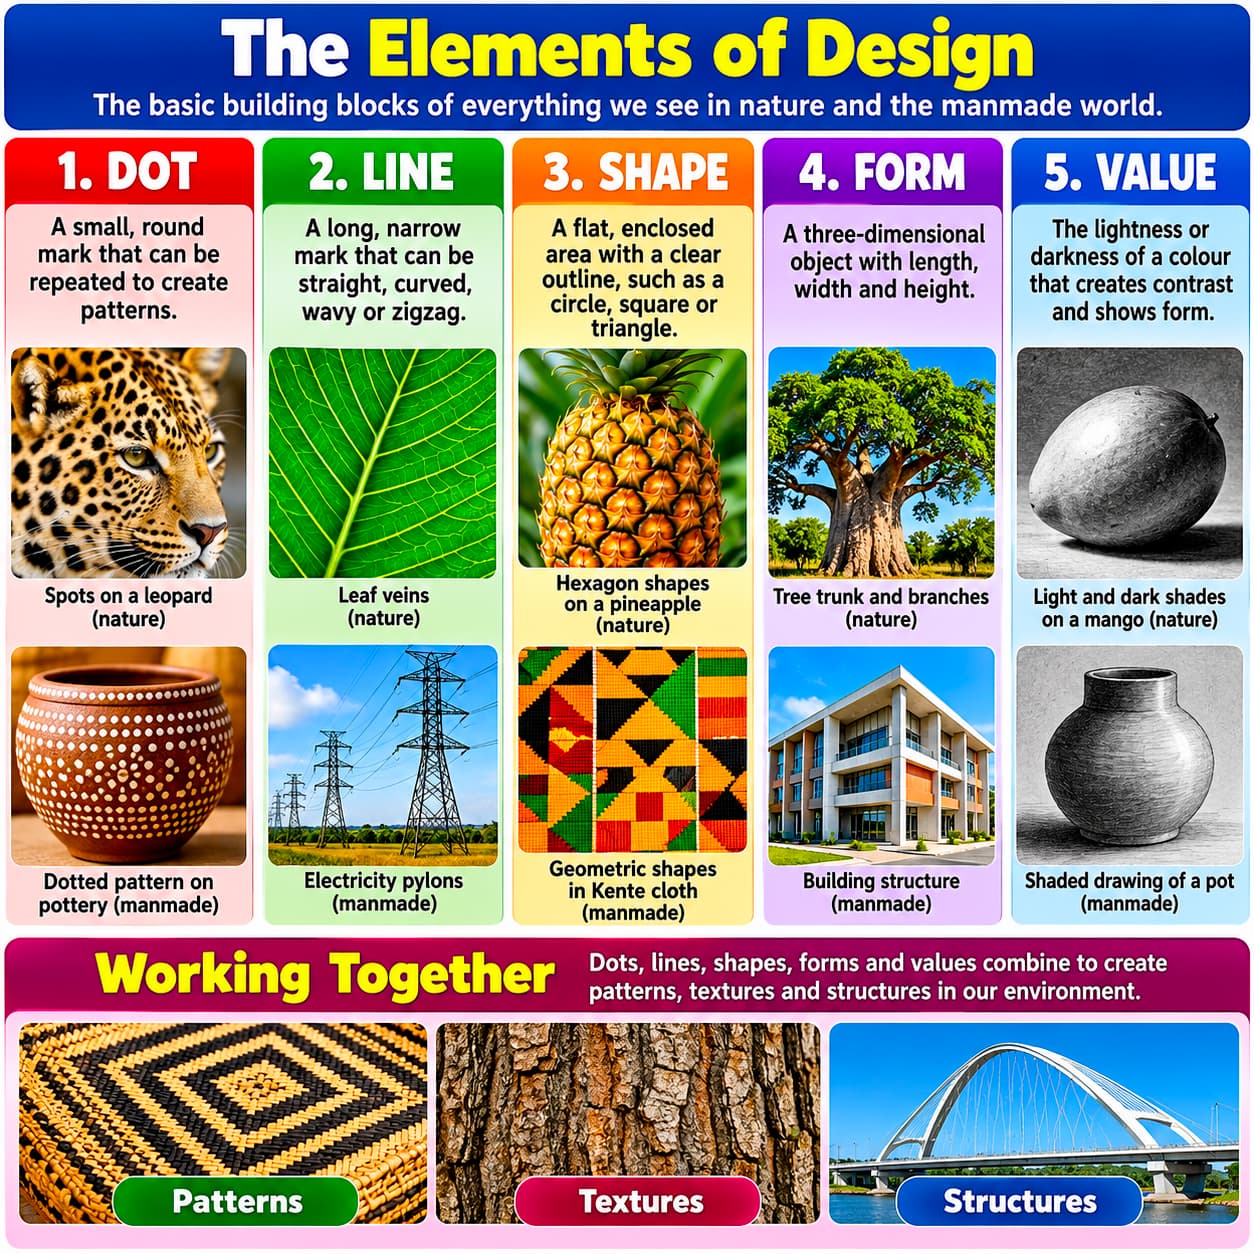 The Elements of Design
The basic building blocks of everything we see in nature and the manmade world.
1. DOT
A small, round
mark that can be
repeated to create
patterns.
Spots on a leopard
(nature)
Dotted pattern on
pottery (manmade)
2. LINE
A long, narrow
mark that can be
straight, curved,
wavy or zigzag.
Leaf veins
(nature)
Electricity pylons
(manmade)
3. SHAPE
A flat, enclosed
area with a clear
outline, such as a
circle, square or
triangle.
Hexagon shapes
on a pineapple
(nature)
Geometric shapes
in Kente cloth
(manmade)
4. FORM
A three-dimensional
object with length,
width and height.
Tree trunk and branches
(nature)
Building structure
(manmade)
5. VALUE
The lightness or
darkness of a colour
that creates contrast
and shows form.
Light and dark shades
on a mango (nature)
Shaded drawing of a pot
(manmade)
Working Together
Dots, lines, shapes, forms and values combine to create
patterns, textures and structures in our environment.
Patterns
Textures
Structures